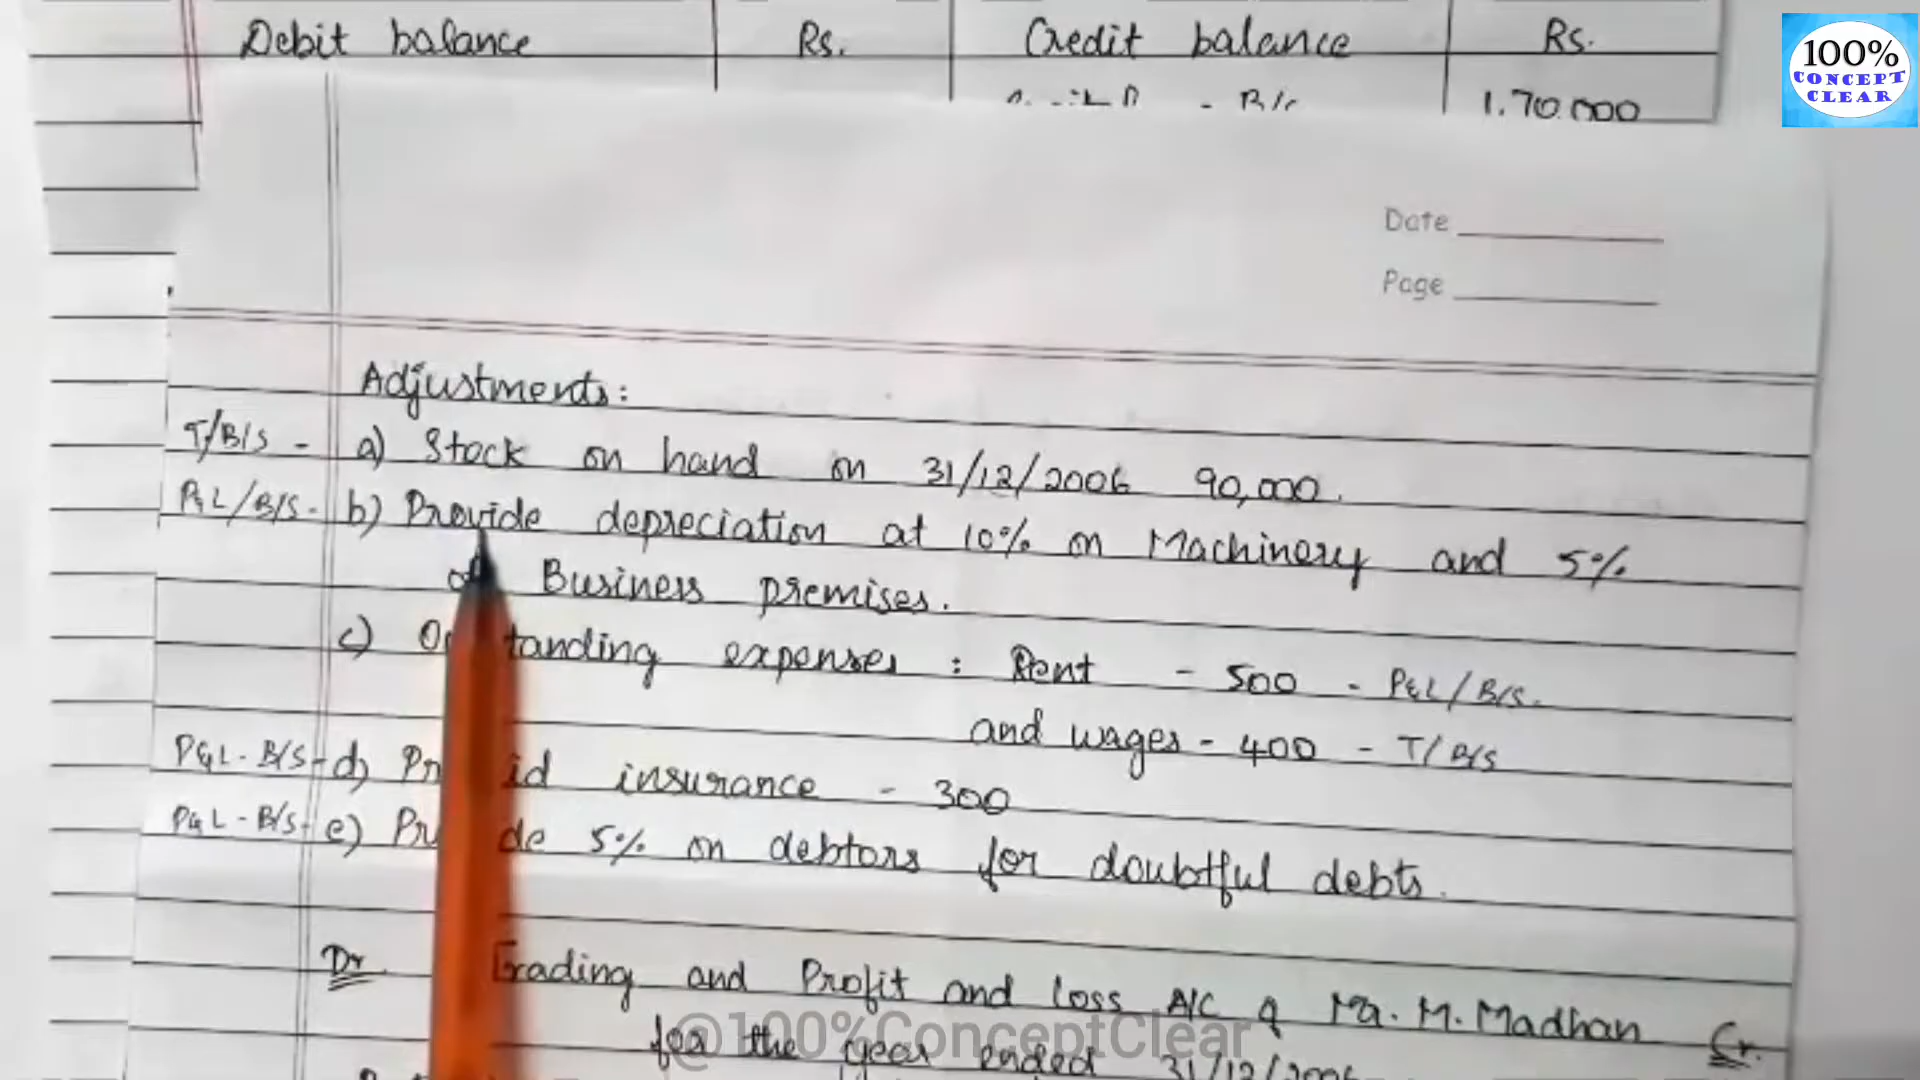 Debit balance Rs. Credit balance Rs.
1,70,000
100%
CONCEPT
CLEAR
Date
Page
Adjustments:
T/B/S - a) Stock on hand on 31/12/2006 90,000.
P&L/B/S - b) Provide depreciation at 10% on Machinery and 5%
Business premises.
c) expenses : Rent - 500 - P&L/B/S.
and wages - 400 - T/B/S
P&L - B/S - d) insurance - 300
P&L - B/S - e) 5% on debtors for doubtful debts.
Dr Trading and Profit and Loss A/C of Mr. M. Madhan Cr.
for the year ended 31/12/2006
@100%ConceptClear